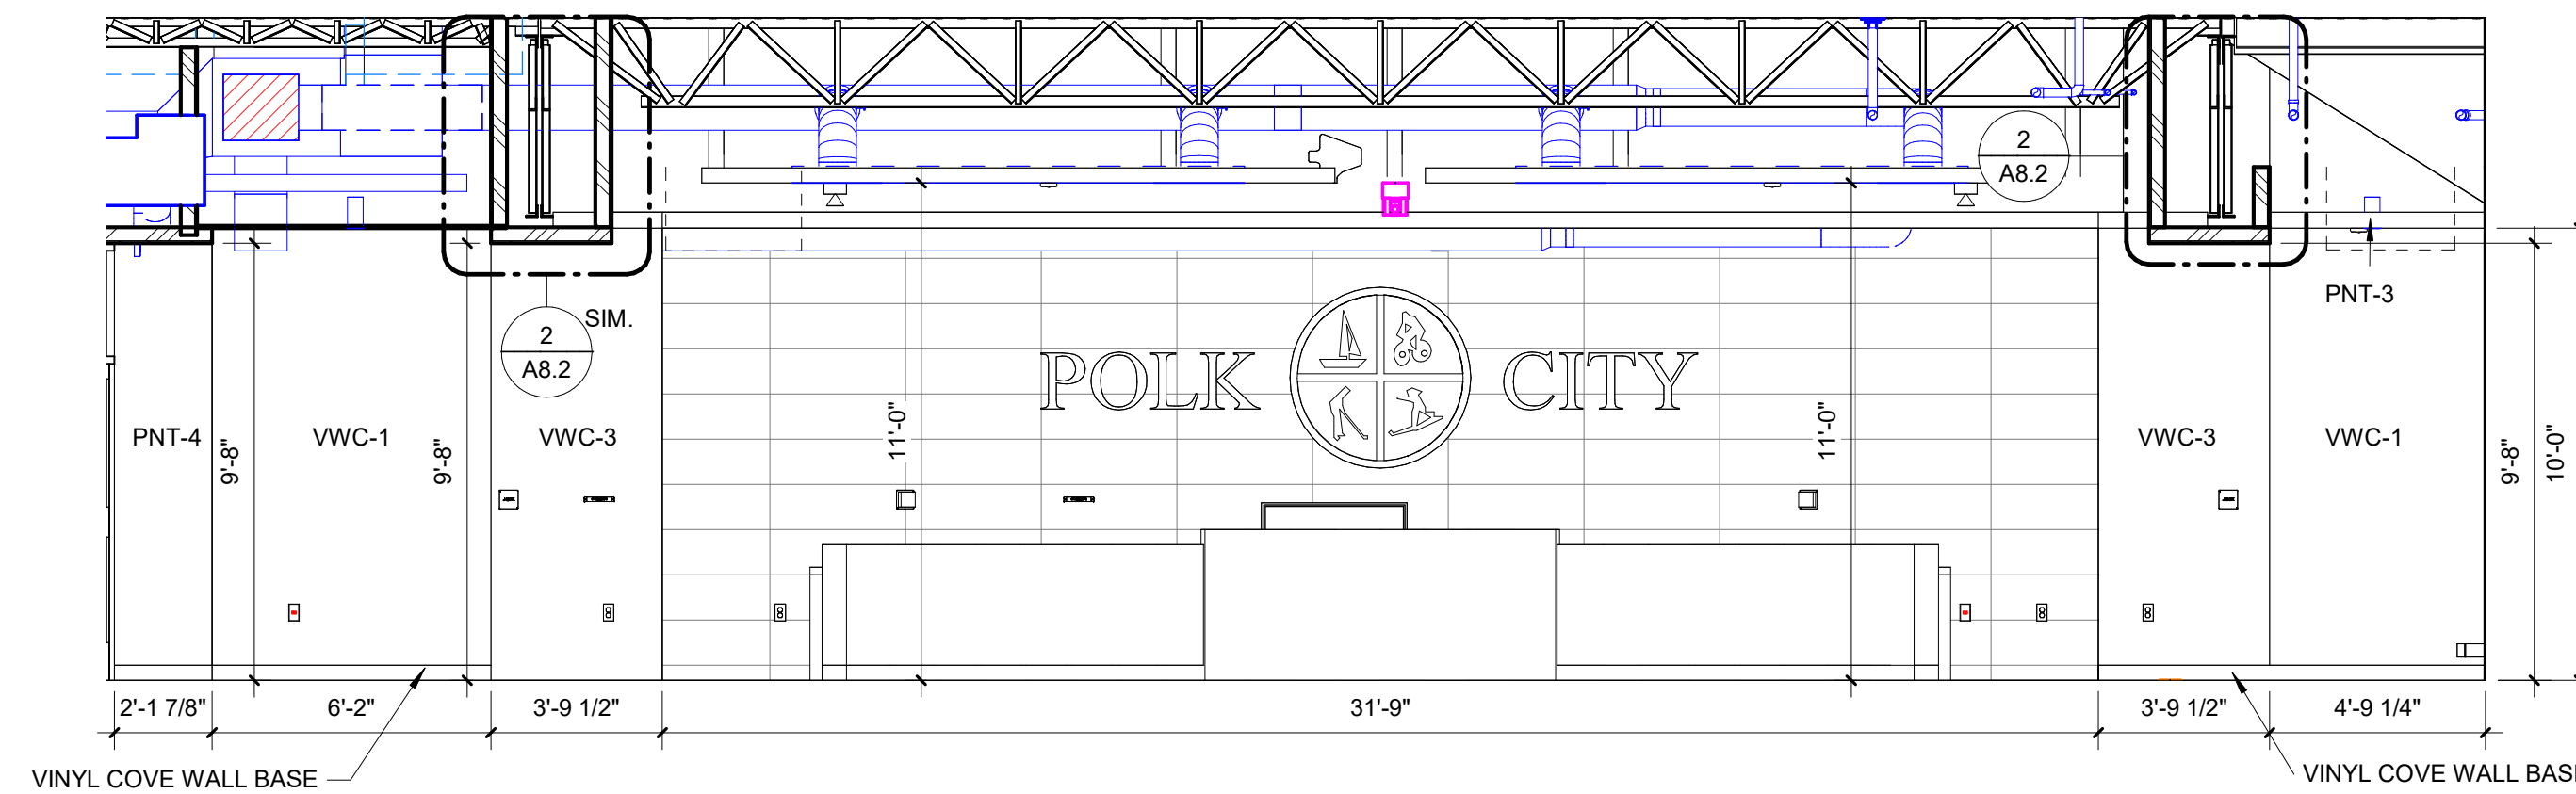 2
A8.2
2
A8.2
SIM.
PNT-3
POLK CITY
PNT-4
VWC-1
VWC-3
VWC-3
VWC-1
9'-8"
9'-8"
11'-0"
11'-0"
9'-8"
10'-0"
2'-1 7/8"
6'-2"
3'-9 1/2"
31'-9"
3'-9 1/2"
4'-9 1/4"
VINYL COVE WALL BASE
VINYL COVE WALL BAS